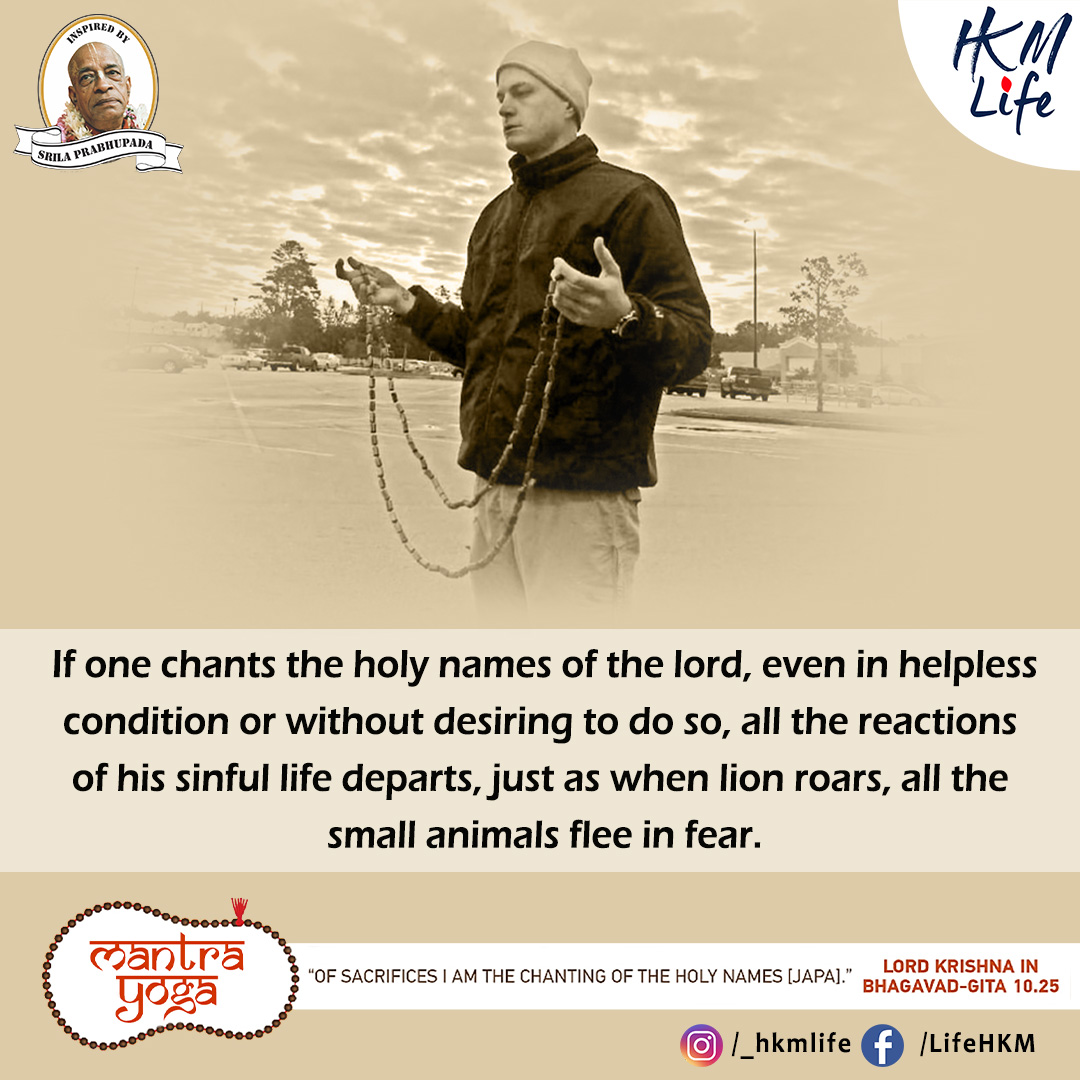 INSPIRED BY
SRILA PRABHUPADA
HKM
Life
If one chants the holy names of the lord, even in helpless
condition or without desiring to do so, all the reactions
of his sinful life departs, just as when lion roars, all the
small animals flee in fear.
mantra
yoga
“OF SACRIFICES I AM THE CHANTING OF THE HOLY NAMES [JAPA].”
LORD KRISHNA IN
BHAGAVAD-GITA 10.25
/_hkmlife
/LifeHKM